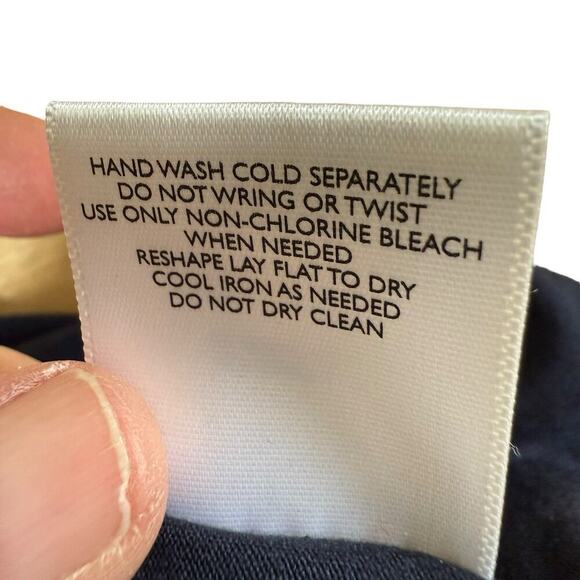 HAND WASH COLD SEPARATELY
DO NOT WRING OR TWIST
USE ONLY NON-CHLORINE BLEACH
WHEN NEEDED
RESHAPE LAY FLAT TO DRY
COOL IRON AS NEEDED
DO NOT DRY CLEAN